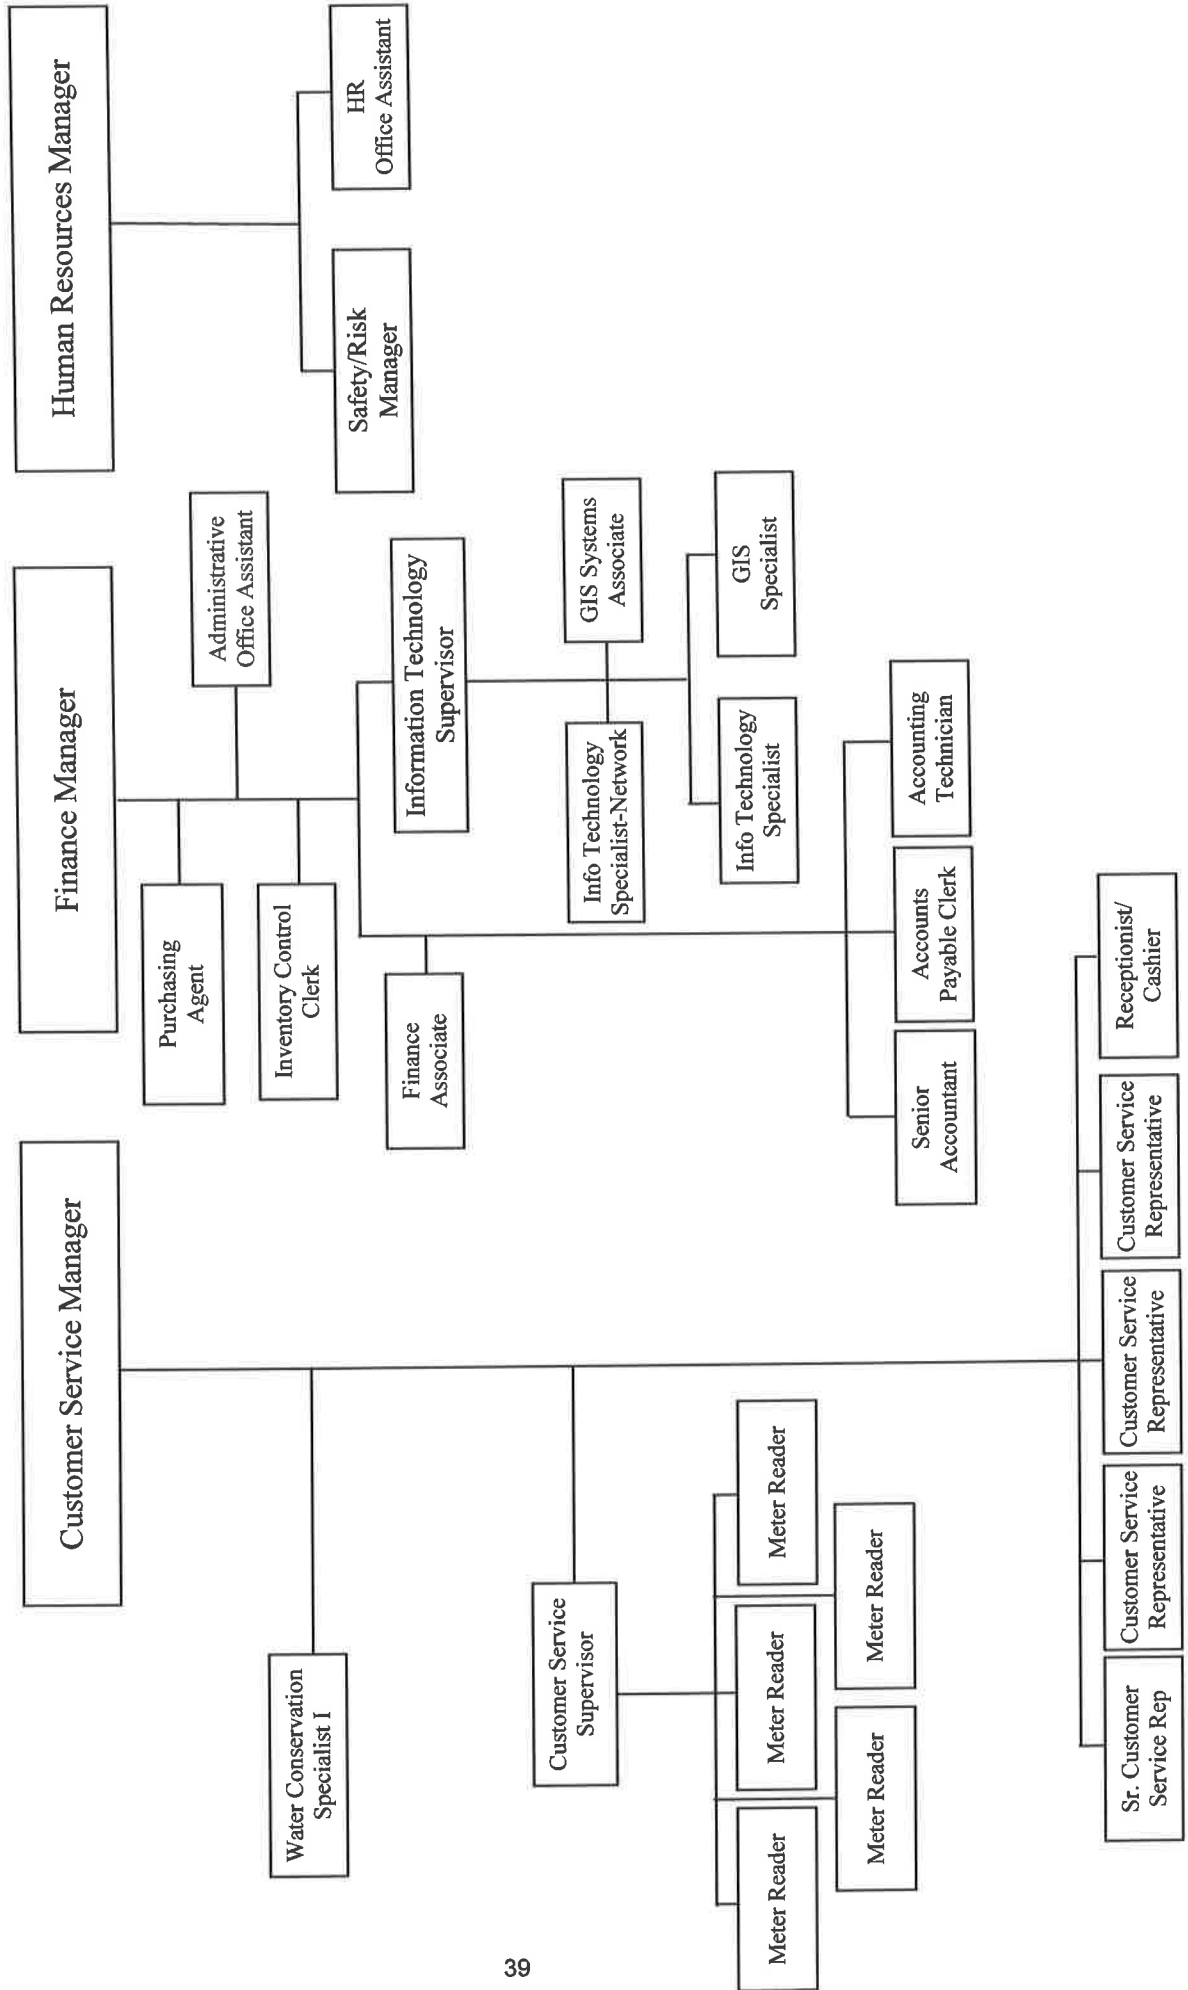 Customer Service Manager
Water Conservation
Specialist I
Customer Service
Supervisor
Meter Reader
Meter Reader
Meter Reader
Meter Reader
Meter Reader
Sr. Customer
Service Rep
Customer Service
Representative
Customer Service
Representative
Customer Service
Representative
Receptionist/
Cashier
Finance Manager
Purchasing
Agent
Administrative
Office Assistant
Inventory Control
Clerk
Finance
Associate
Information Technology
Supervisor
Info Technology
Specialist-Network
GIS Systems
Associate
Info Technology
Specialist
GIS
Specialist
Senior
Accountant
Accounts
Payable Clerk
Accounting
Technician
Human Resources Manager
Safety/Risk
Manager
HR
Office Assistant
39